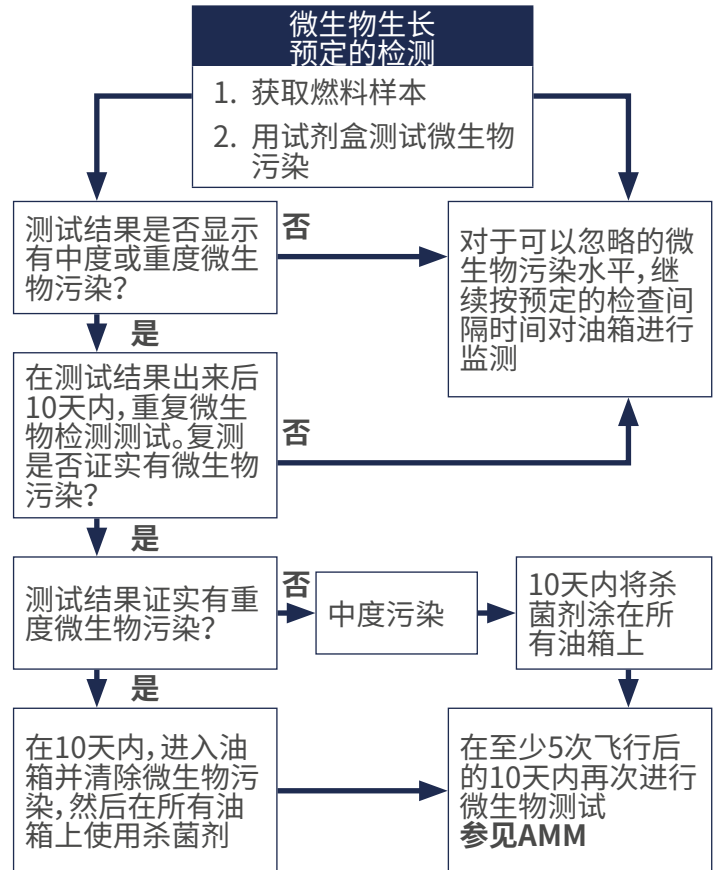 微生物生长
预定的检测
1. 获取燃料样本
2. 用试剂盒测试微生物
污染
测试结果是否显示
有中度或重度微生
物污染？
否
对于可以忽略的微
生物污染水平，继
续按预定的检查间
隔时间对油箱进行
监测
是
在测试结果出来后
10天内，重复微生
物检测测试。复测
是否证实有微生物
污染？
否
是
测试结果证实有重
度微生物污染？
否
中度污染
10天内将杀
菌剂涂在所
有油箱上
是
在10天内，进入油
箱并清除微生物污
染，然后在所有油
箱上使用杀菌剂
在至少5次飞行后
的10天内再次进行
微生物测试
参见AMM